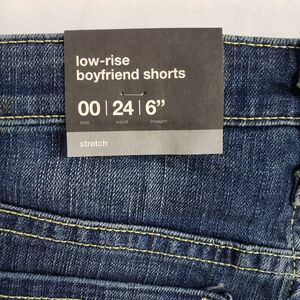 low-rise
boyfriend shorts
00 | 24 | 6”
size waist inseam
stretch